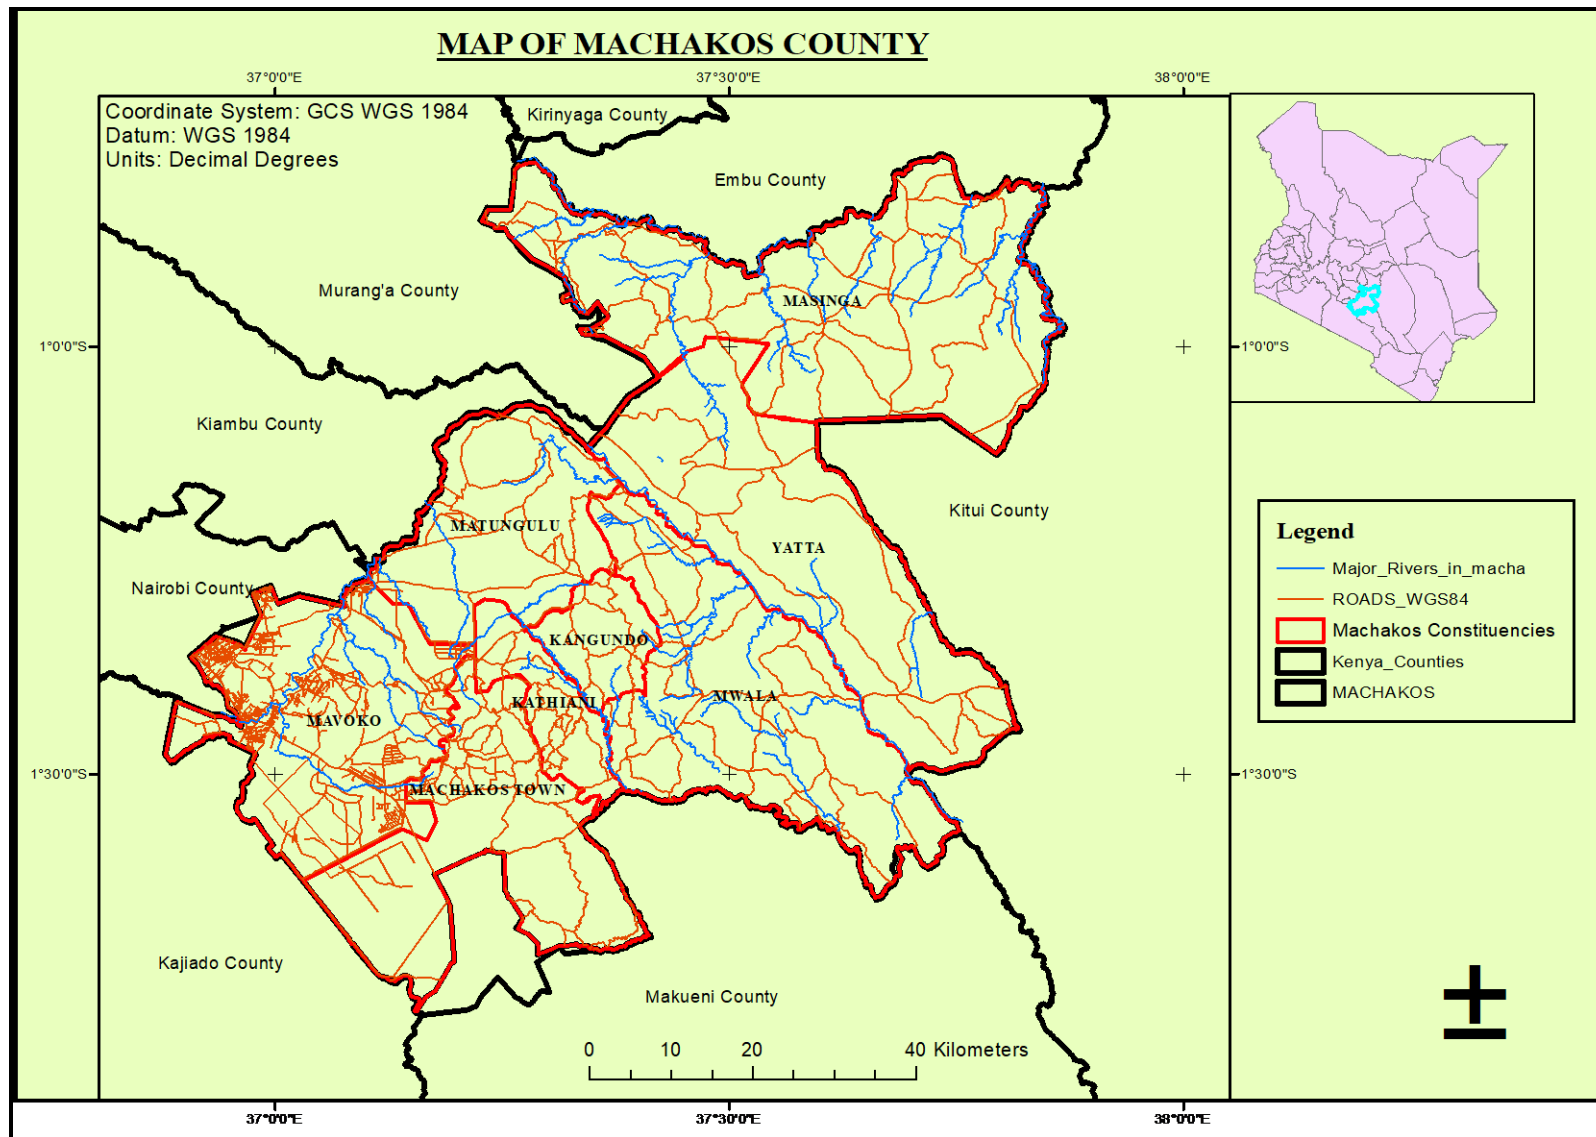 MAP OF MACHAKOS COUNTY
37°0'0"E
37°30'0"E
38°0'0"E
Coordinate System: GCS WGS 1984
Datum: WGS 1984
Units: Decimal Degrees
Kirinyaga County
Embu County
Murang'a County
MASINGA
1°0'0"S
1°0'0"S
Kiambu County
Kitui County
MATUNGULU
YATTA
Nairobi County
KANGUNDO
KATHIANI
MWALA
MAVOKO
1°30'0"S
1°30'0"S
MACHAKOS TOWN
Kajiado County
Makueni County
0 10 20 40 Kilometers
37°0'0"E
37°30'0"E
38°0'0"E
Legend
Major_Rivers_in_macha
ROADS_WGS84
Machakos Constituencies
Kenya_Counties
MACHAKOS
±